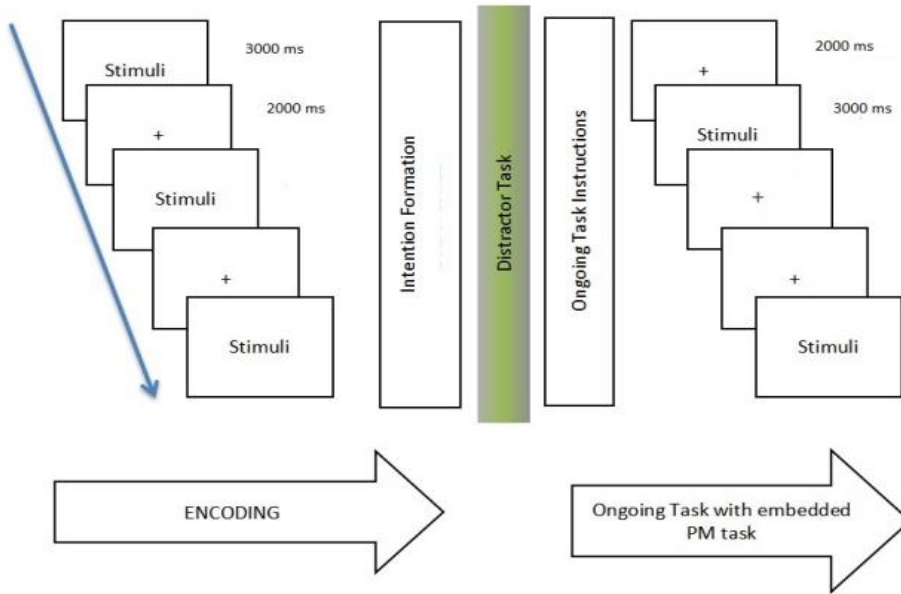 Stimuli
3000 ms
+
2000 ms
Stimuli
+
Stimuli
Intention Formation
Distractor Task
Ongoing Task Instructions
+
2000 ms
Stimuli
3000 ms
+
+
Stimuli
ENCODING
Ongoing Task with embedded
PM task